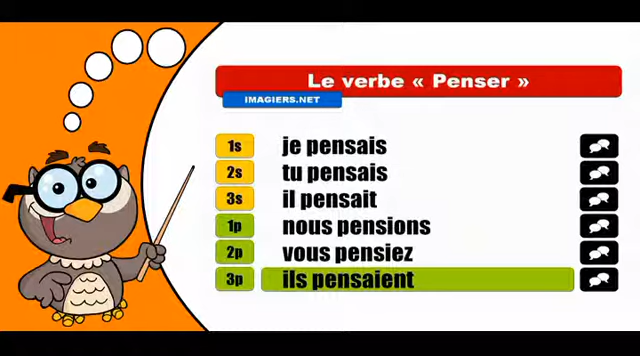 Le verbe « Penser »
IMAGIERS.NET
1s je pensais
2s tu pensais
3s il pensait
1p nous pensions
2p vous pensiez
3p ils pensaient